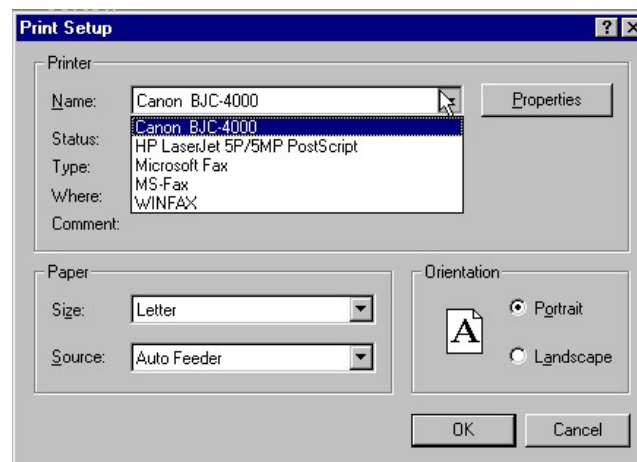 Print Setup
Printer
Name: Canon BJC-4000 Properties
Canon BJC-4000
Status: HP LaserJet 5P/5MP PostScript
Type: Microsoft Fax
MS-Fax
Where: WINFAX
Comment:
Paper Orientation
Size: Letter A Portrait
Source: Auto Feeder Landscape
OK Cancel